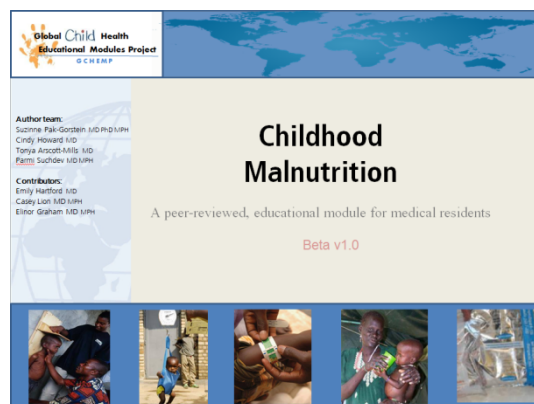 Global Child Health
Educational Modules Project
GCHEMP
Author team:
Suzinne Pak-Gorstein MD PhD MPH
Cindy Howard MD
Tonya Arscott-Mills MD
Parmi Suchdev MD MPH
Contributors:
Emily Hartford MD
Casey Lion MD MPH
Elinor Graham MD MPH
Childhood
Malnutrition
A peer-reviewed, educational module for medical residents
Beta v1.0